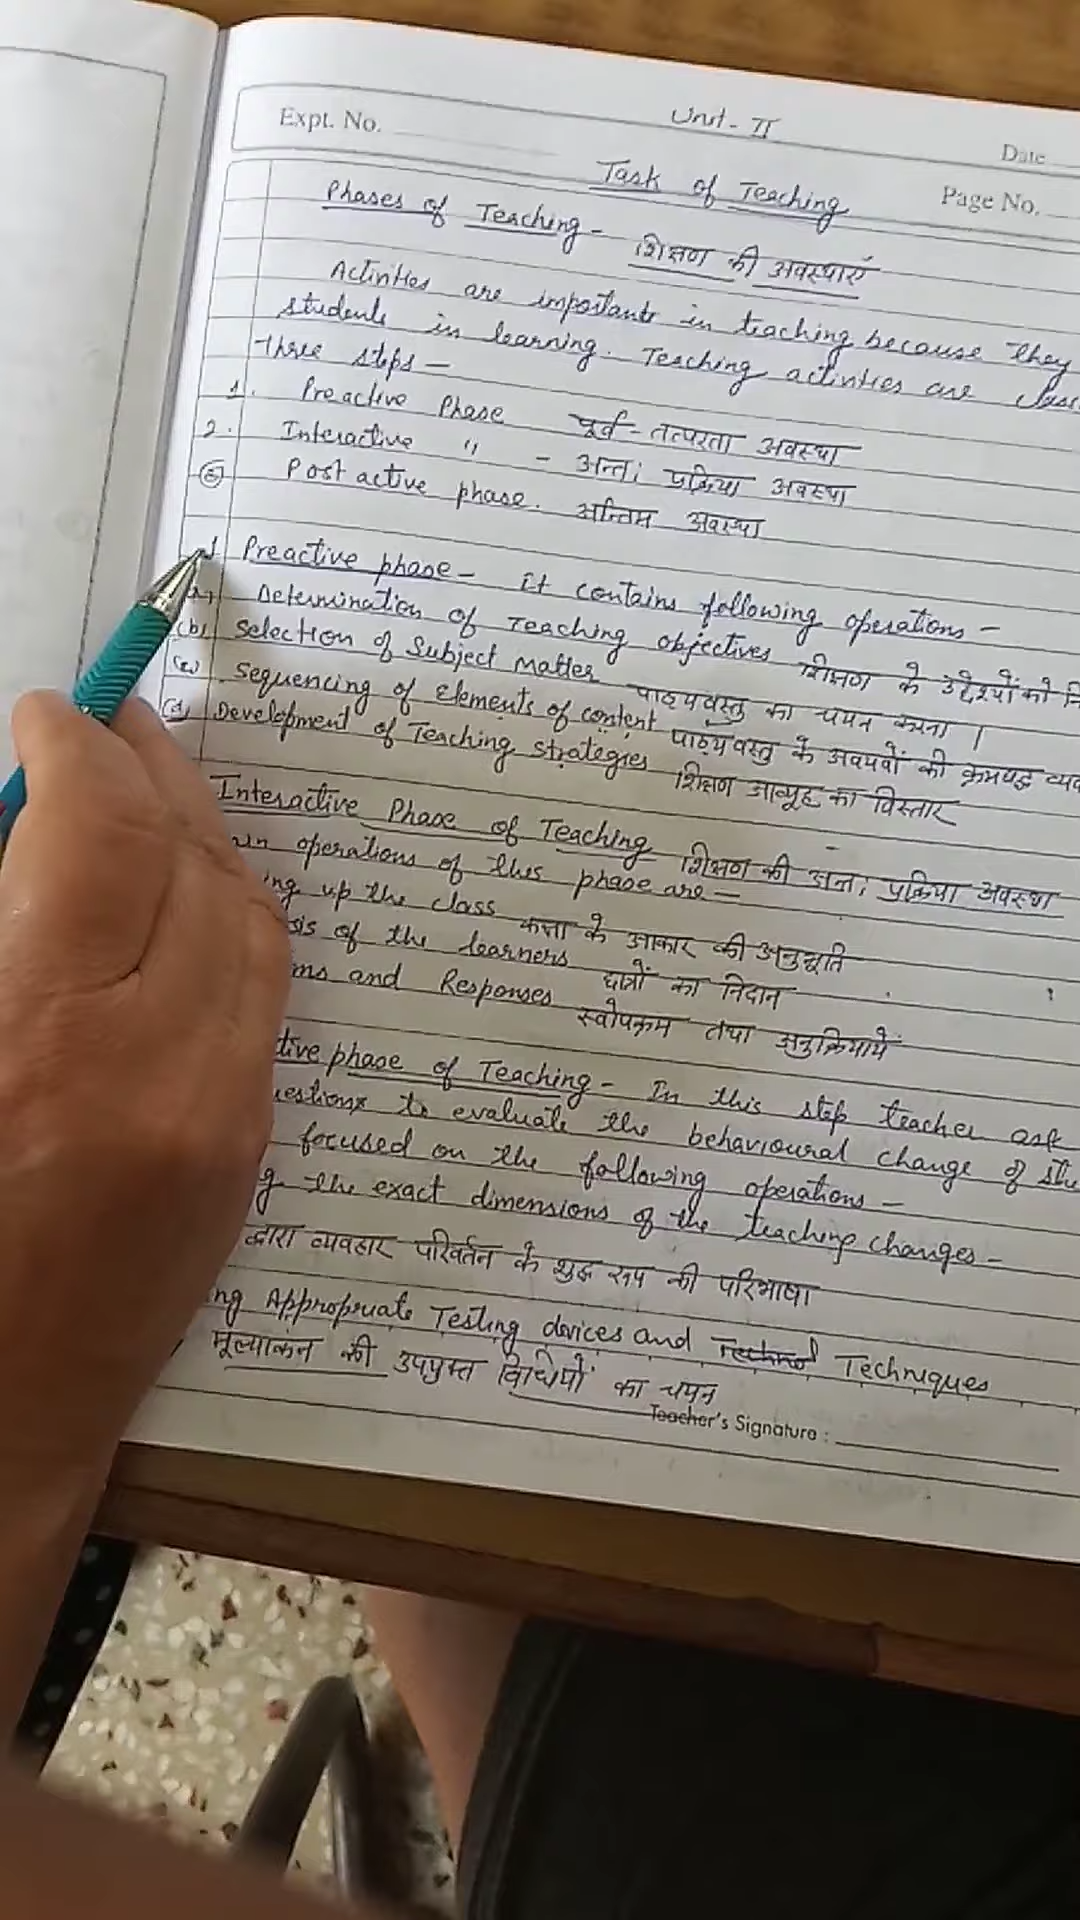 Unit - II
Expt. No.
Date
Task of Teaching
Page No.
Phases of Teaching - शिक्षण की अवस्थाएं
Activities are importants in teaching because they
students in learning. Teaching activities are
three steps -
1. Preactive Phase पूर्व - तत्परता अवस्था
2. Interactive " - अन्तः प्रक्रिया अवस्था
③ Post active phase. अन्तिम अवस्था
1 Preactive phase - it contains following operations -
Determination of Teaching objectives शिक्षण के उद्देश्यों को
(b) Selection of Subject Matter पाठ्यवस्तु का चयन करना ।
(c) Sequencing of Elements of content पाठ्यवस्तु के अवयवों की क्रमबद्ध
(d) Development of Teaching Strategies शिक्षण आव्यूह का विस्तार
Interactive Phase of Teaching शिक्षण की अन्तः प्रक्रिया अवस्था
operations of this phase are -
up the class कक्षा के आकार की अनुभूति
of the learners छात्रों का निदान
and Responses स्वोपक्रम तथा अनुक्रियायें
phase of Teaching - In this step teacher ask
to evaluate the behavioural change of the
focused on the following operations -
the exact dimensions of the teaching changes -
द्वारा व्यवहार परिवर्तन के शुद्ध रूप की परिभाषा
Appropriate Testing devices and Techniques
मूल्यांकन की उपयुक्त विधियों का चयन
Teacher's Signature :